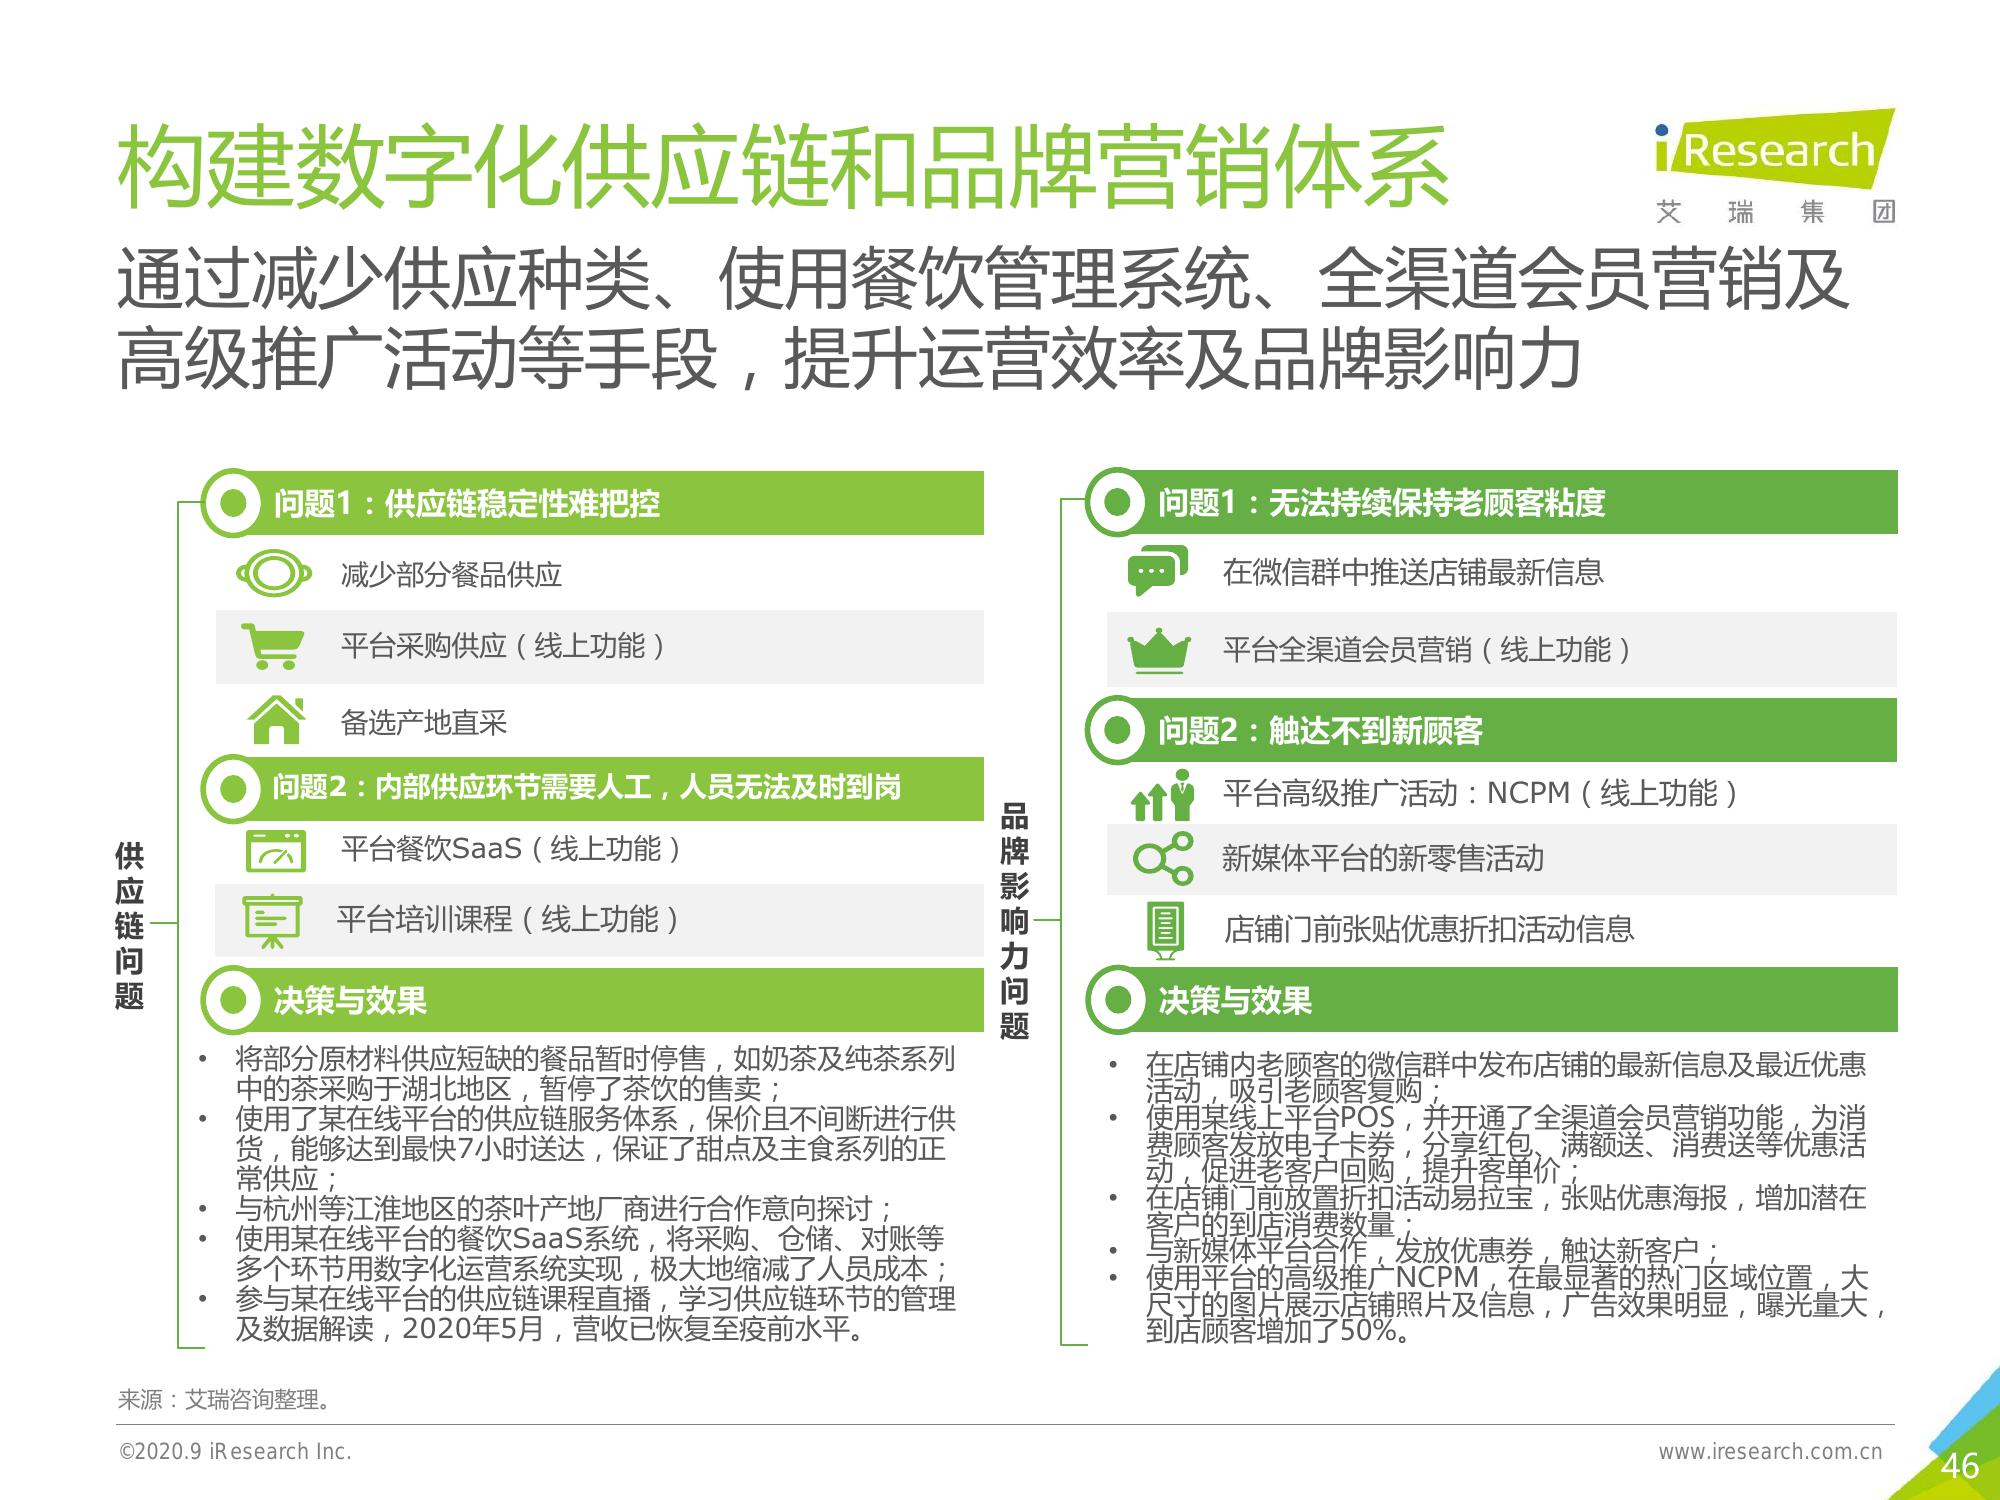 构建数字化供应链和品牌营销体系
iResearch
艾瑞集团
通过减少供应种类、使用餐饮管理系统、全渠道会员营销及
高级推广活动等手段，提升运营效率及品牌影响力
供应链问题
问题1：供应链稳定性难把控
减少部分餐品供应
平台采购供应（线上功能）
备选产地直采
问题2：内部供应环节需要人工，人员无法及时到岗
平台餐饮SaaS（线上功能）
平台培训课程（线上功能）
决策与效果
• 将部分原材料供应短缺的餐品暂时停售，如奶茶及纯茶系列
中的茶采购于湖北地区，暂停了茶饮的售卖；
• 使用了某在线平台的供应链服务体系，保价且不间断进行供
货，能够达到最快7小时送达，保证了甜点及主食系列的正
常供应；
• 与杭州等江淮地区的茶叶产地厂商进行合作意向探讨；
• 使用某在线平台的餐饮SaaS系统，将采购、仓储、对账等
多个环节用数字化运营系统实现，极大地缩减了人员成本；
• 参与某在线平台的供应链课程直播，学习供应链环节的管理
及数据解读，2020年5月，营收已恢复至疫前水平。
品牌影响力问题
问题1：无法持续保持老顾客粘度
在微信群中推送店铺最新信息
平台全渠道会员营销（线上功能）
问题2：触达不到新顾客
平台高级推广活动：NCPM（线上功能）
新媒体平台的新零售活动
店铺门前张贴优惠折扣活动信息
决策与效果
• 在店铺内老顾客的微信群中发布店铺的最新信息及最近优惠
活动，吸引老顾客复购；
• 使用某线上平台POS，并开通了全渠道会员营销功能，为消
费顾客发放电子卡券，分享红包、满额送、消费送等优惠活
动，促进老客户回购，提升客单价；
• 在店铺门前放置折扣活动易拉宝，张贴优惠海报，增加潜在
客户的到店消费数量；
• 与新媒体平台合作，发放优惠券，触达新客户；
• 使用平台的高级推广NCPM，在最显著的热门区域位置，大
尺寸的图片展示店铺照片及信息，广告效果明显，曝光量大，
到店顾客增加了50%。
来源：艾瑞咨询整理。
©2020.9 iResearch Inc.
www.iresearch.com.cn
46